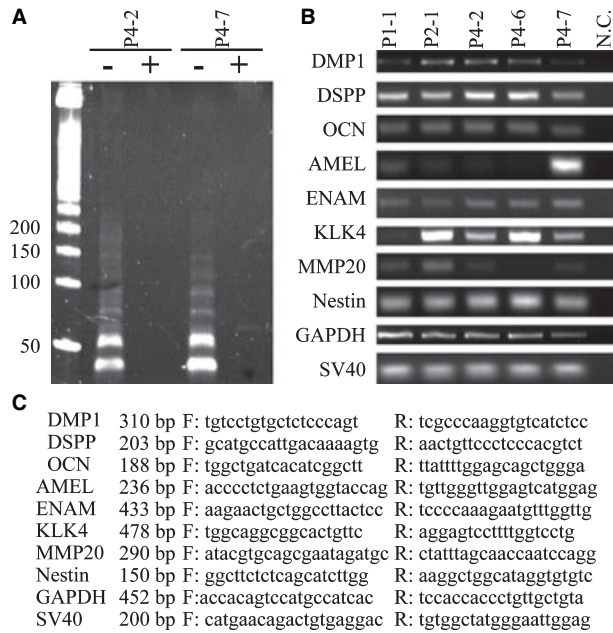 A
P4-2 P4-7
- + - +
200
150
100
50
B
P1-1 P2-1 P4-2 P4-6 P4-7 N.C.
DMP1
DSPP
OCN
AMEL
ENAM
KLK4
MMP20
Nestin
GAPDH
SV40
C
DMP1 310 bp F: tgtcctgtgctctcccagt R: tcgcccaaggtgtcatctcc
DSPP 203 bp F: gcatgccattgacaaaagtg R: aactgttccctcccacgtct
OCN 188 bp F: tggctgatcacatcggctt R: ttattttggagcagctggga
AMEL 236 bp F: acccctctgaagtggtaccag R: tgttgggttggagtcatggag
ENAM 433 bp F: aagaactgctggccttactcc R: tccccaaagaatgtttggttg
KLK4 478 bp F: tggcaggcggcactgttc R: aggagtccttttggtcctg
MMP20 290 bp F: atacgtgcagcgaatagatgc R: ctatttagcaaccaatccagg
Nestin 150 bp F: ggcttctctcagcatcttgg R: aaggctggcataggtgtgtc
GAPDH 452 bp F:accacagtccatgccatcac R: tccaccaccctgttgctgta
SV40 200 bp F: catgaacagactgtgaggac R: tgtggctatgggaattggag